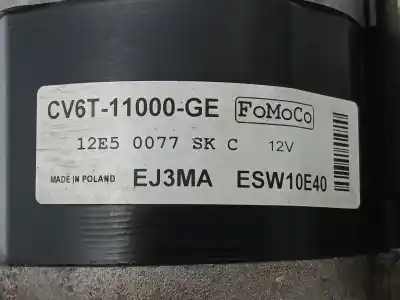 CV6T-11000-GE FoMoCo
12E5 0077 SK C 12V
MADE IN POLAND EJ3MA ESW10E40